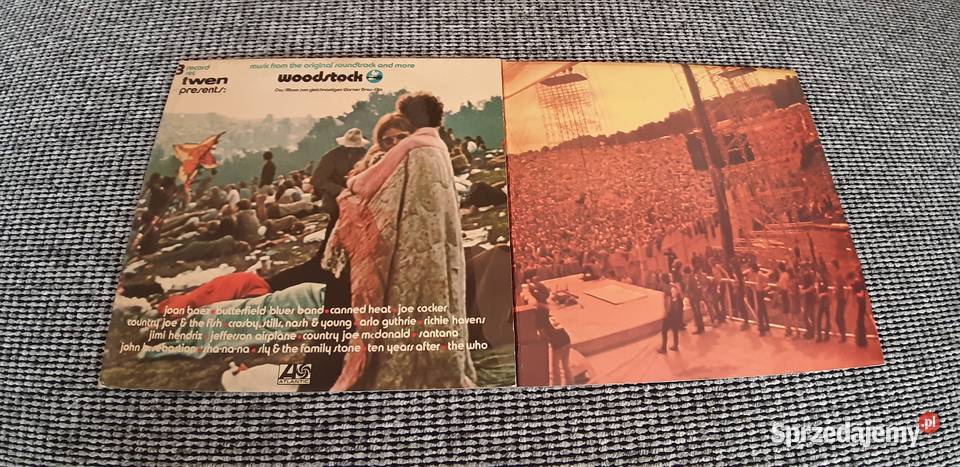 3 record
set
twen
presents:
music from the original soundtrack and more
woodstock
joan baez • butterfield blues band • canned heat • joe cocker
country joe & the fish • crosby, stills, nash & young • arlo guthrie • richie havens
jimi hendrix • jefferson airplane • country joe mcdonald • santana
john b. sebastian • sha-na-na • sly & the family stone • ten years after • the who
ATLANTIC
Sprzedajemy.pl